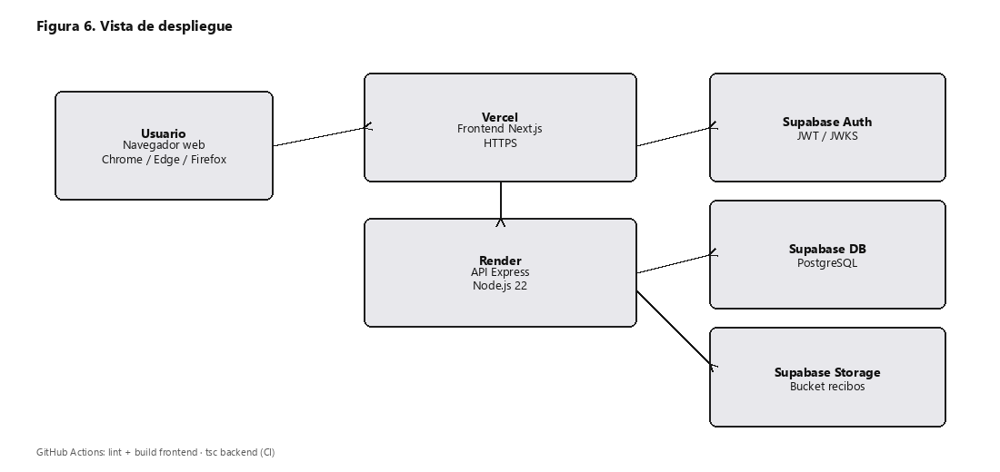 Figura 6. Vista de despliegue
Usuario
Navegador web
Chrome / Edge / Firefox
Vercel
Frontend Next.js
HTTPS
Supabase Auth
JWT / JWKS
Render
API Express
Node.js 22
Supabase DB
PostgreSQL
Supabase Storage
Bucket recibos
GitHub Actions: lint + build frontend · tsc backend (CI)